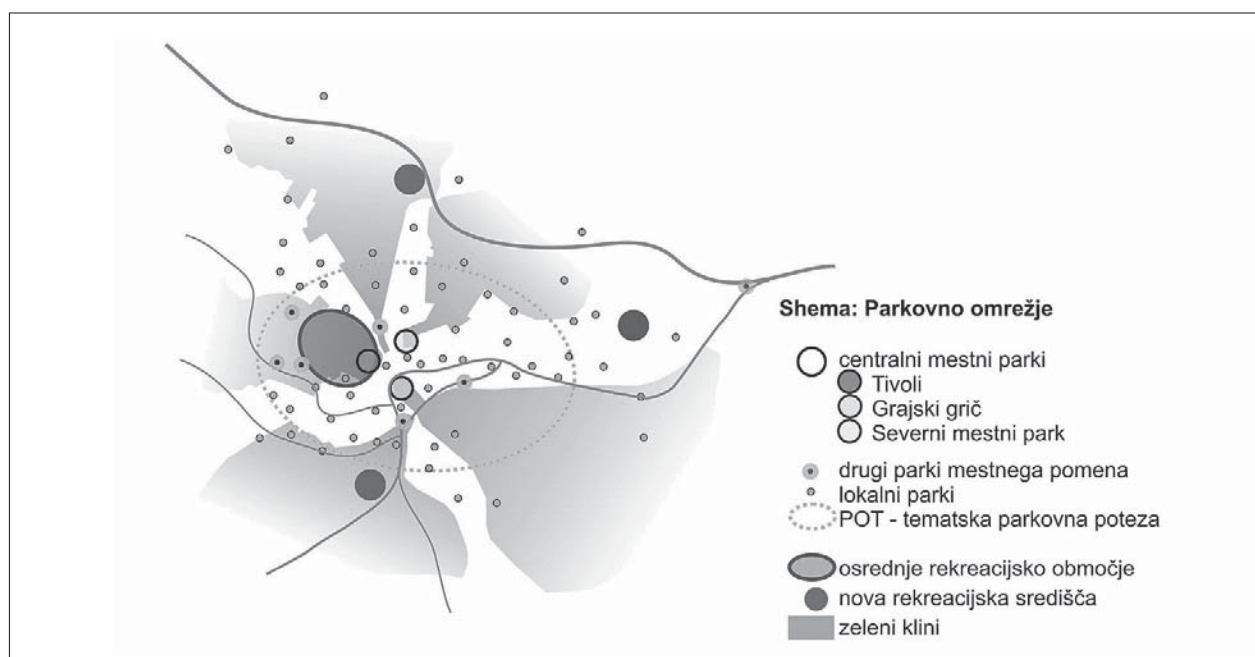 Shema: Parkovno omrežje
centralni mestni parki
Tivoli
Grajski grič
Severni mestni park
drugi parki mestnega pomena
lokalni parki
POT - tematska parkovna poteza
osrednje rekreacijsko območje
nova rekreacijska središča
zeleni klini